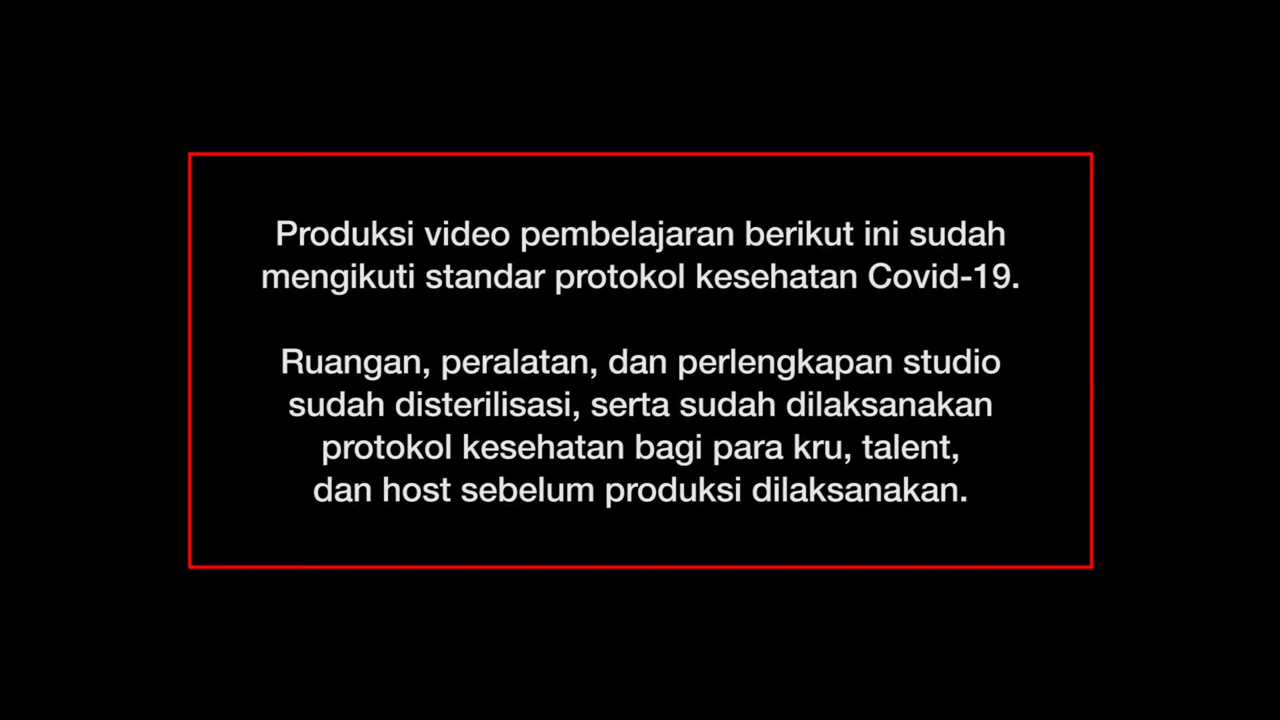 Produksi video pembelajaran berikut ini sudah
mengikuti standar protokol kesehatan Covid-19.
Ruangan, peralatan, dan perlengkapan studio
sudah disterilisasi, serta sudah dilaksanakan
protokol kesehatan bagi para kru, talent,
dan host sebelum produksi dilaksanakan.